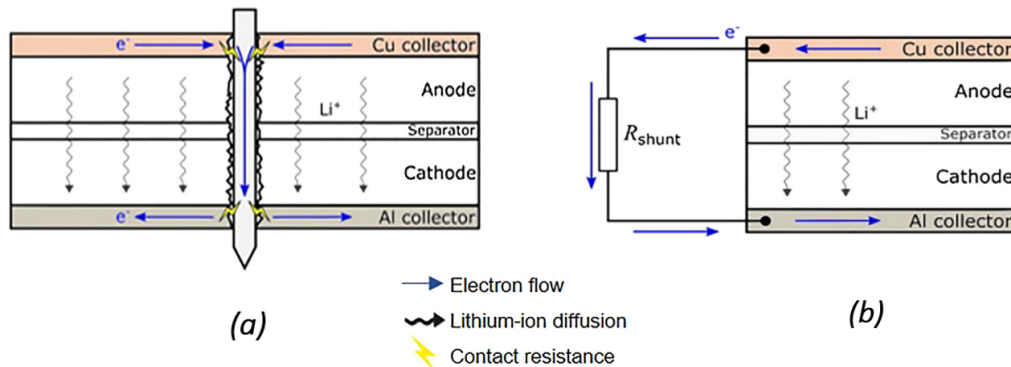 e⁻
Cu collector
Anode
Li⁺
Separator
Cathode
e⁻
Al collector
(a)
e⁻
Cu collector
Anode
Li⁺
Separator
Cathode
Al collector
R_shunt
(b)
Electron flow
Lithium-ion diffusion
Contact resistance